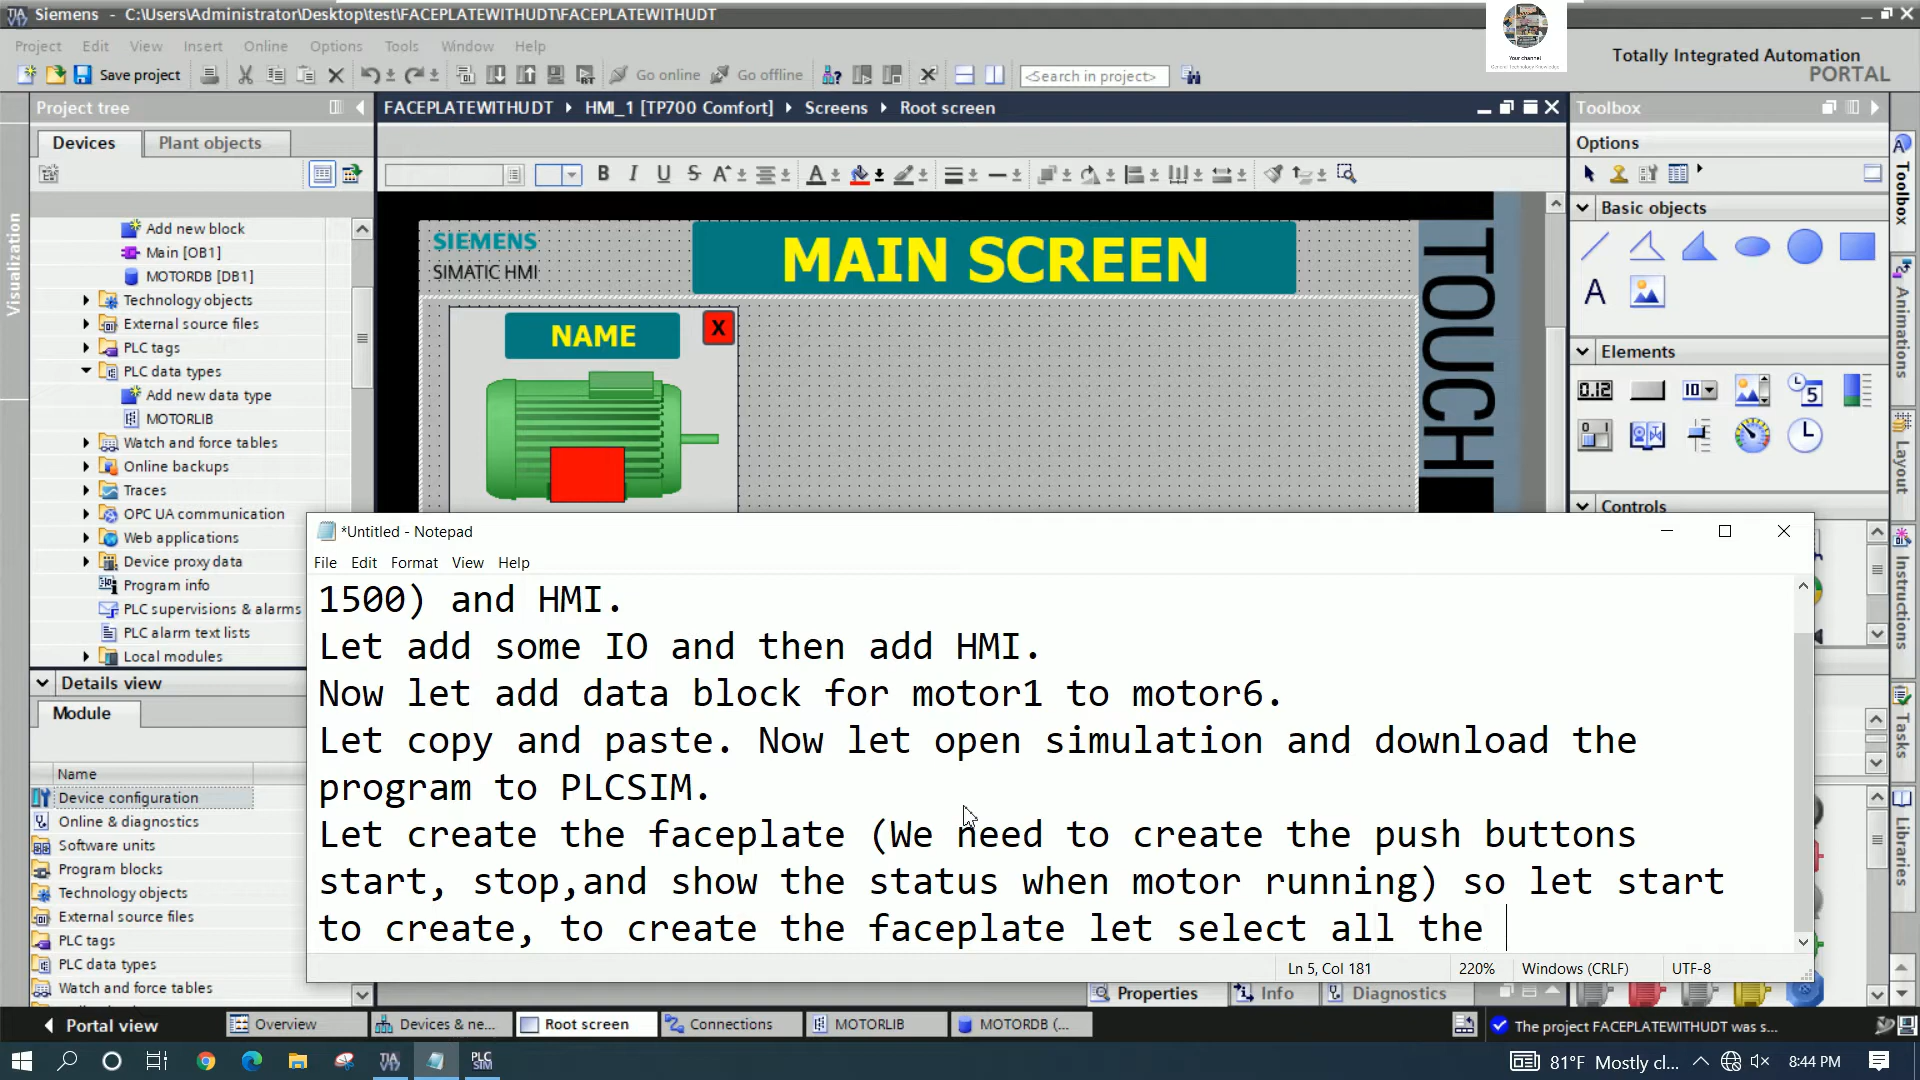 Siemens - C:\Users\Administrator\Desktop\test\FACEPLATEWITHUDT\FACEPLATEWITHUDT
Project Edit View Insert Online Options Tools Window Help
Totally Integrated Automation
PORTAL
Your channel
Save project
Go online
Go offline
<Search in project>
Project tree
FACEPLATEWITHUDT
HMI_1 [TP700 Comfort]
Screens
Root screen
Toolbox
Devices
Plant objects
Options
B I U S A
Visualization
Add new block
Main [OB1]
MOTORDB [DB1]
Technology objects
External source files
PLC tags
PLC data types
Add new data type
MOTORLIB
Watch and force tables
Online backups
Traces
OPC UA communication
Web applications
Device proxy data
Program info
PLC supervisions & alarms
PLC alarm text lists
Local modules
SIEMENS
SIMATIC HMI
MAIN SCREEN
TOUCH
NAME
X
Basic objects
A
Elements
0.12
10
5
Controls
Toolbox
Animations
Layout
Instructions
Tasks
Libraries
*Untitled - Notepad
File Edit Format View Help
1500) and HMI.
Let add some IO and then add HMI.
Now let add data block for motor1 to motor6.
Let copy and paste. Now let open simulation and download the
program to PLCSIM.
Let create the faceplate (We need to create the push buttons
start, stop,and show the status when motor running) so let start
to create, to create the faceplate let select all the
Ln 5, Col 181
220%
Windows (CRLF)
UTF-8
Details view
Module
Name
Device configuration
Online & diagnostics
Software units
Program blocks
Technology objects
External source files
PLC tags
PLC data types
Watch and force tables
Properties
Info
Diagnostics
Portal view
Overview
Devices & ne...
Root screen
Connections
MOTORLIB
MOTORDB (...
The project FACEPLATEWITHUDT was s...
PLC
SIM
81°F Mostly cl...
8:44 PM